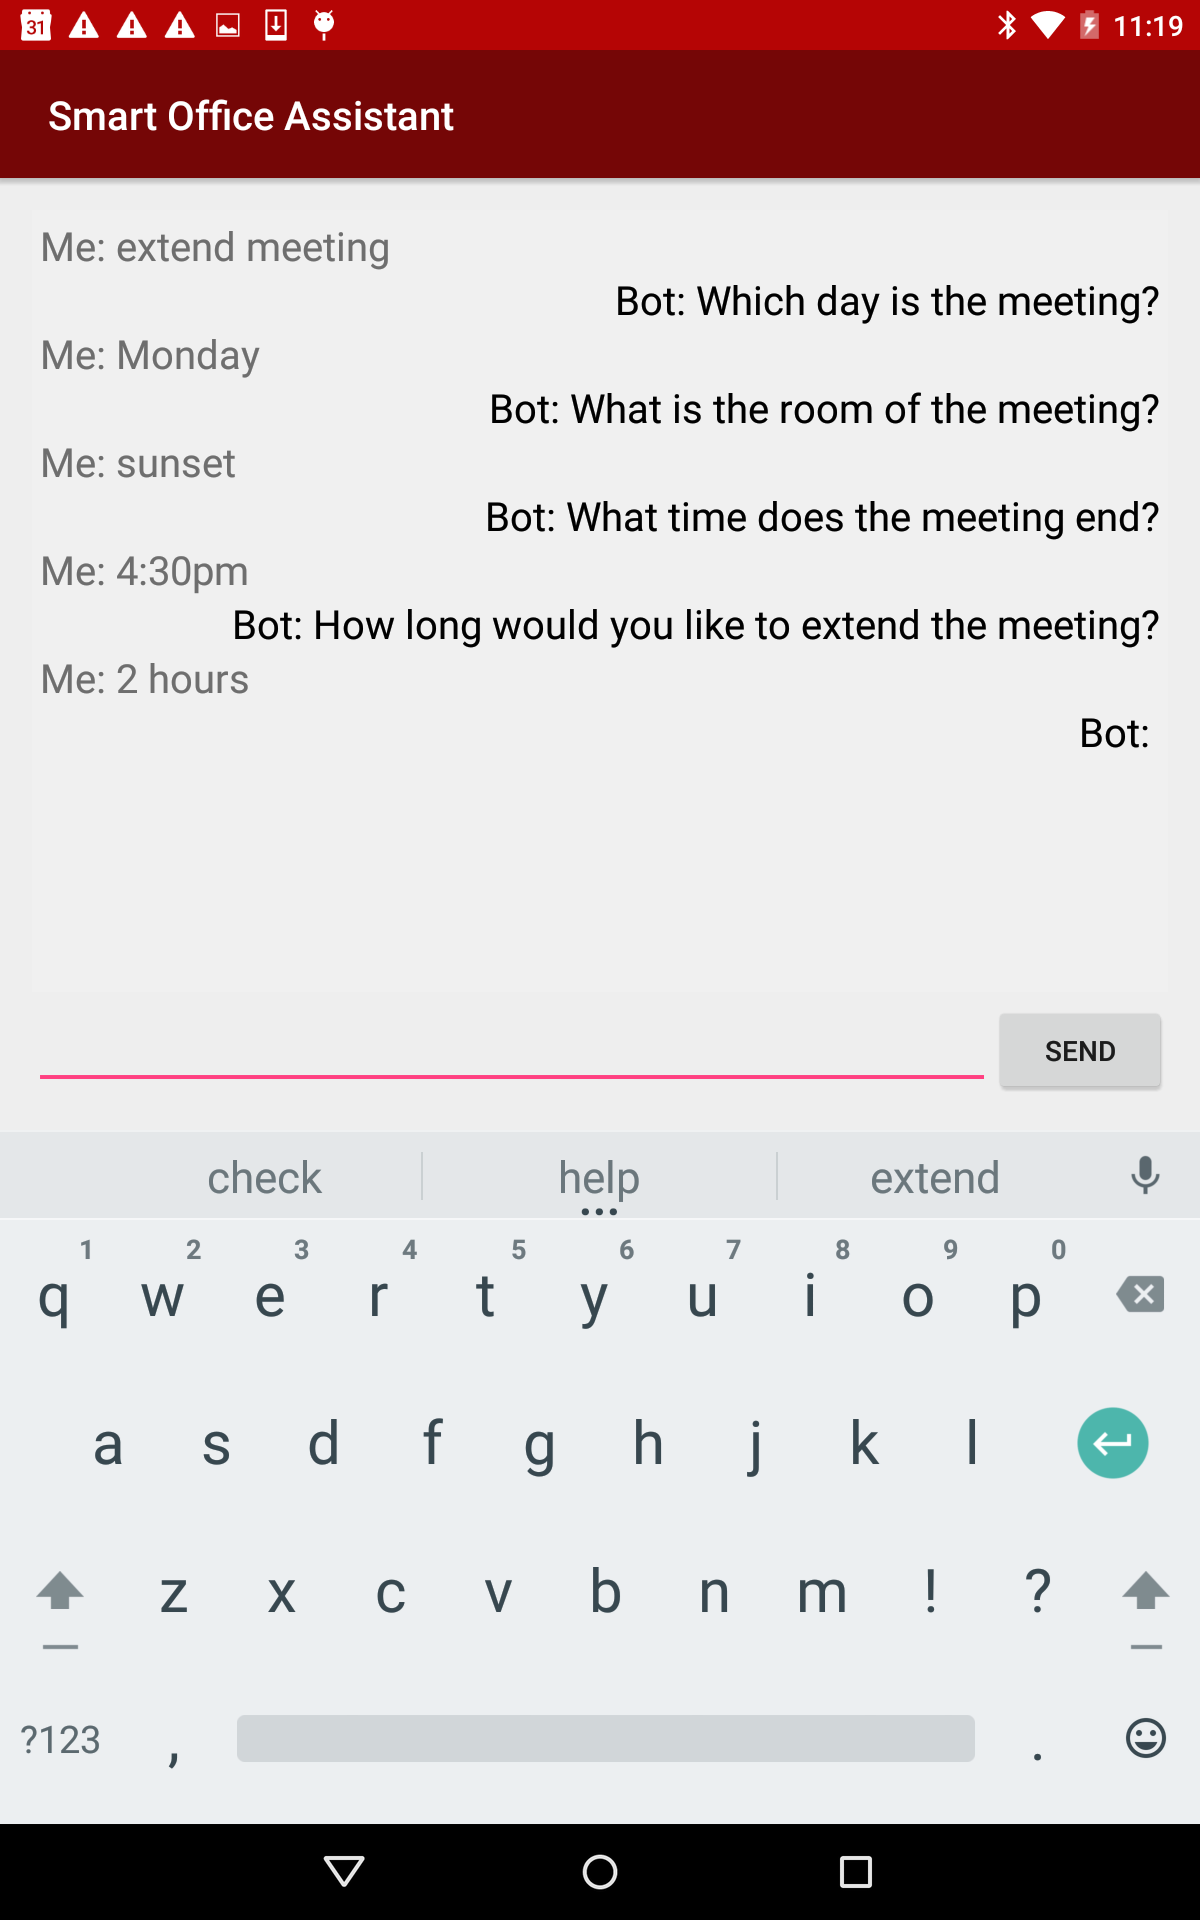 31 11:19
Smart Office Assistant
Me: extend meeting
Bot: Which day is the meeting?
Me: Monday
Bot: What is the room of the meeting?
Me: sunset
Bot: What time does the meeting end?
Me: 4:30pm
Bot: How long would you like to extend the meeting?
Me: 2 hours
Bot:
SEND
check help extend
1 2 3 4 5 6 7 8 9 0
q w e r t y u i o p
a s d f g h j k l
z x c v b n m ! ?
?123 , .